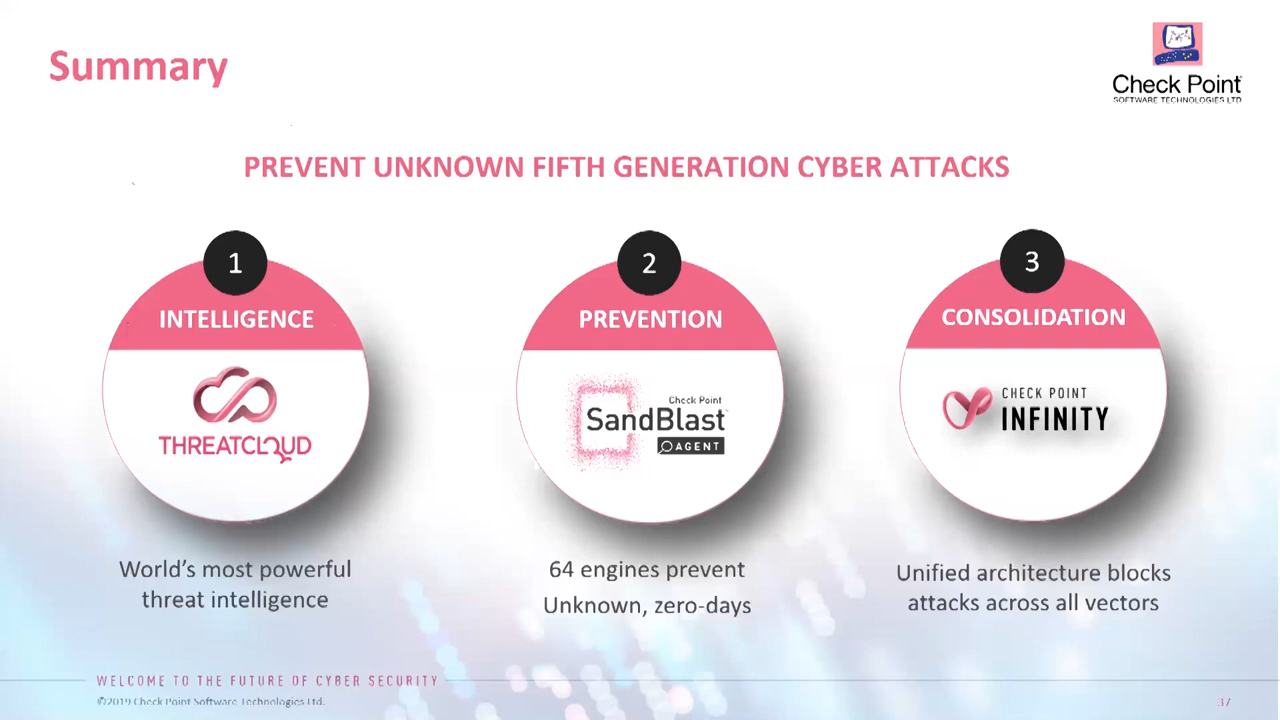 Summary
Check Point
SOFTWARE TECHNOLOGIES LTD
PREVENT UNKNOWN FIFTH GENERATION CYBER ATTACKS
1
INTELLIGENCE
THREATCLOUD
World's most powerful
threat intelligence
2
PREVENTION
Check Point
SandBlast
AGENT
64 engines prevent
Unknown, zero-days
3
CONSOLIDATION
CHECK POINT
INFINITY
Unified architecture blocks
attacks across all vectors
WELCOME TO THE FUTURE OF CYBER SECURITY
©2019 Check Point Software Technologies Ltd.
37